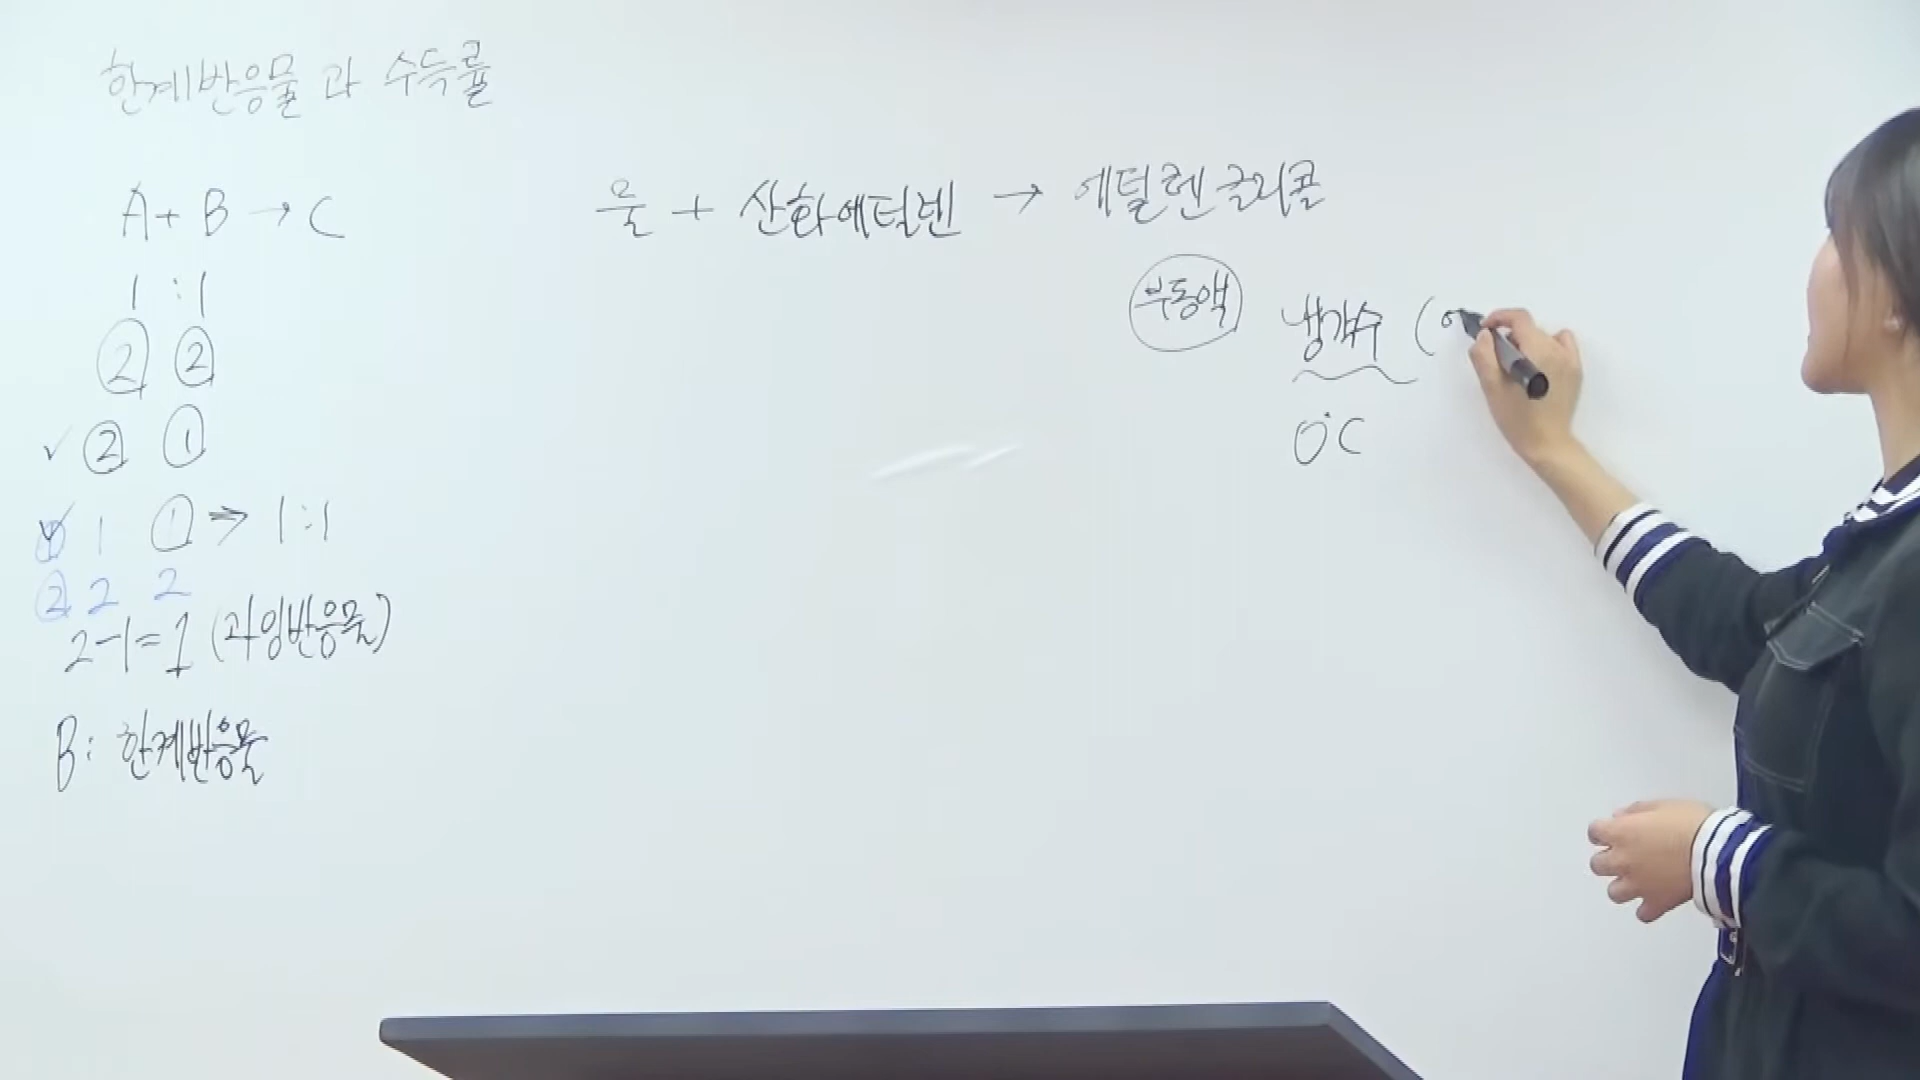 한계반응물 과 수득률
A + B → C
1 : 1
② ②
✓ ② ①
① 1 ① ⇒ 1:1
② 2 2
2-1=1 (과잉반응물)
B: 한계반응물
물 + 산화에틸렌 → 에틸렌글리콜
부동액 냉각수 (
0°C